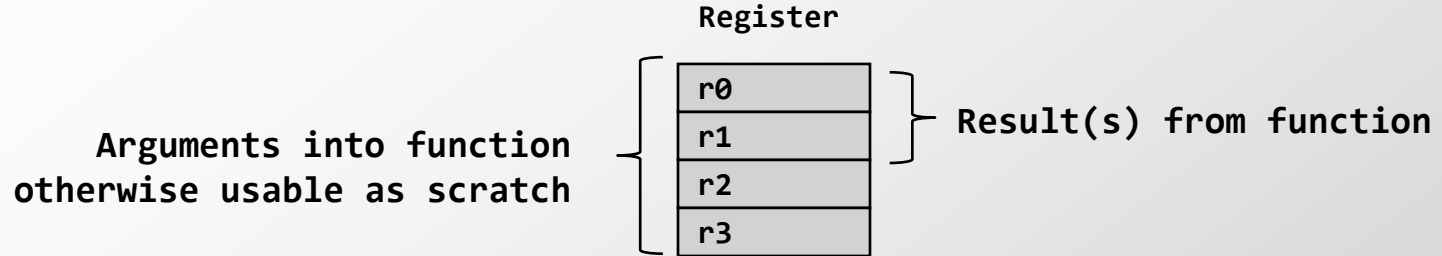 Register
Arguments into function
otherwise usable as scratch
r0
r1
r2
r3
Result(s) from function